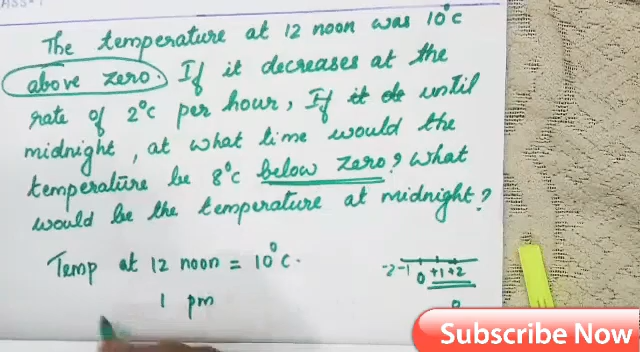 ASS-7
The temperature at 12 noon was 10°c
above zero. If it decreases at the
rate of 2°c per hour, If it until
midnight, at what time would the
temperature be 8°c below zero? What
would be the temperature at midnight?
Temp at 12 noon = 10°c.
-2 -1 0 +1 +2
1 pm
Subscribe Now